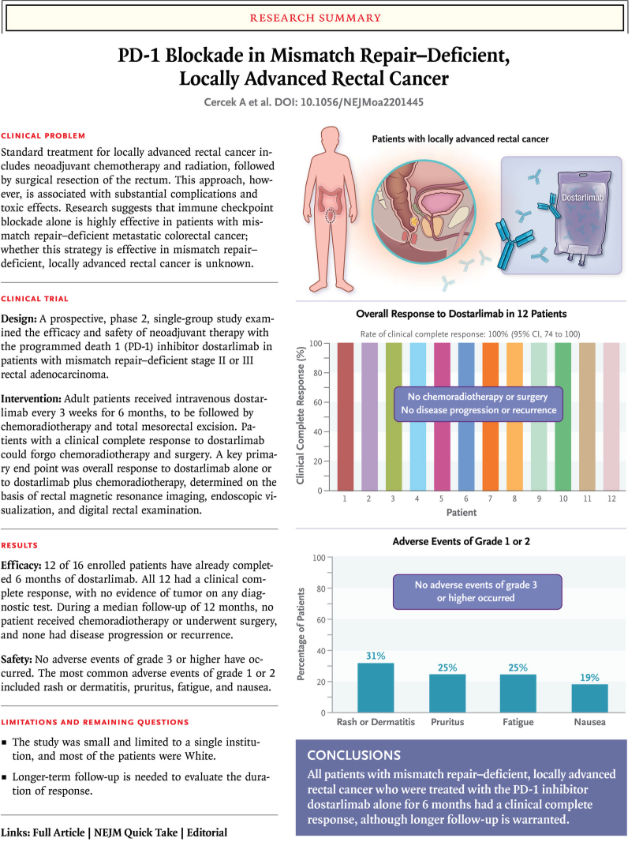 RESEARCH SUMMARY
PD-1 Blockade in Mismatch Repair–Deficient,
Locally Advanced Rectal Cancer
Cercek A et al. DOI: 10.1056/NEJMoa2201445
CLINICAL PROBLEM
Standard treatment for locally advanced rectal cancer in-
cludes neoadjuvant chemotherapy and radiation, followed
by surgical resection of the rectum. This approach, how-
ever, is associated with substantial complications and
toxic effects. Research suggests that immune checkpoint
blockade alone is highly effective in patients with mis-
match repair–deficient metastatic colorectal cancer;
whether this strategy is effective in mismatch repair–
deficient, locally advanced rectal cancer is unknown.
CLINICAL TRIAL
Design: A prospective, phase 2, single-group study exam-
ined the efficacy and safety of neoadjuvant therapy with
the programmed death 1 (PD-1) inhibitor dostarlimab in
patients with mismatch repair–deficient stage II or III
rectal adenocarcinoma.
Intervention: Adult patients received intravenous dostar-
limab every 3 weeks for 6 months, to be followed by
chemoradiotherapy and total mesorectal excision. Pa-
tients with a clinical complete response to dostarlimab
could forgo chemoradiotherapy and surgery. A key prima-
ry end point was overall response to dostarlimab alone or
to dostarlimab plus chemoradiotherapy, determined on the
basis of rectal magnetic resonance imaging, endoscopic vi-
sualization, and digital rectal examination.
RESULTS
Efficacy: 12 of 16 enrolled patients have already complet-
ed 6 months of dostarlimab. All 12 had a clinical com-
plete response, with no evidence of tumor on any diag-
nostic test. During a median follow-up of 12 months, no
patient received chemoradiotherapy or underwent surgery,
and none had disease progression or recurrence.
Safety: No adverse events of grade 3 or higher have oc-
curred. The most common adverse events of grade 1 or 2
included rash or dermatitis, pruritus, fatigue, and nausea.
LIMITATIONS AND REMAINING QUESTIONS
▪ The study was small and limited to a single institu-
tion, and most of the patients were White.
▪ Longer-term follow-up is needed to evaluate the dura-
tion of response.
Links: Full Article | NEJM Quick Take | Editorial
Patients with locally advanced rectal cancer
Dostarlimab
Overall Response to Dostarlimab in 12 Patients
Rate of clinical complete response: 100% (95% CI, 74 to 100)
Clinical Complete Response (%)
100
80
60
40
20
0
No chemoradiotherapy or surgery
No disease progression or recurrence
1 2 3 4 5 6 7 8 9 10 11 12
Patient
Adverse Events of Grade 1 or 2
Percentage of Patients
100
80
60
40
20
0
No adverse events of grade 3
or higher occurred
31% 25% 25% 19%
Rash or Dermatitis Pruritus Fatigue Nausea
CONCLUSIONS
All patients with mismatch repair–deficient, locally advanced
rectal cancer who were treated with the PD-1 inhibitor
dostarlimab alone for 6 months had a clinical complete
response, although longer follow-up is warranted.